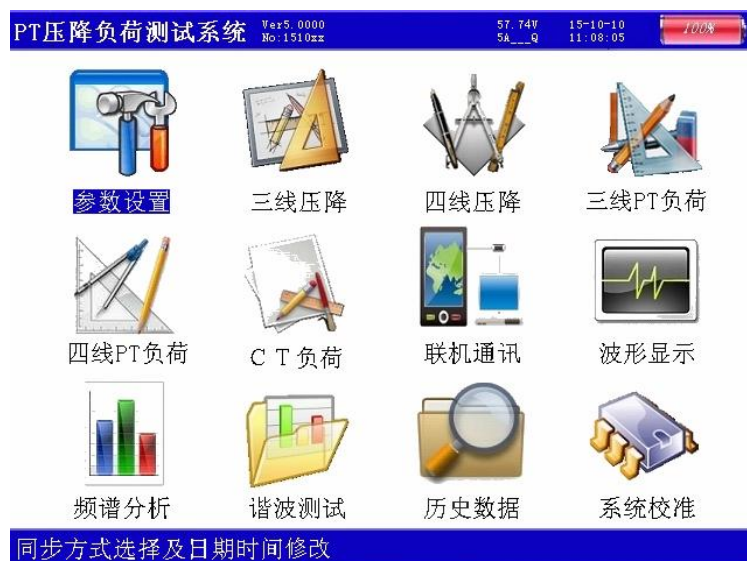 PT压降负荷测试系统 Ver5.0000 57.74V 15-10-10 100%
No:1510xx 5A___Q 11:08:05
参数设置 三线压降 四线压降 三线PT负荷
四线PT负荷 CT负荷 联机通讯 波形显示
频谱分析 谐波测试 历史数据 系统校准
同步方式选择及日期时间修改